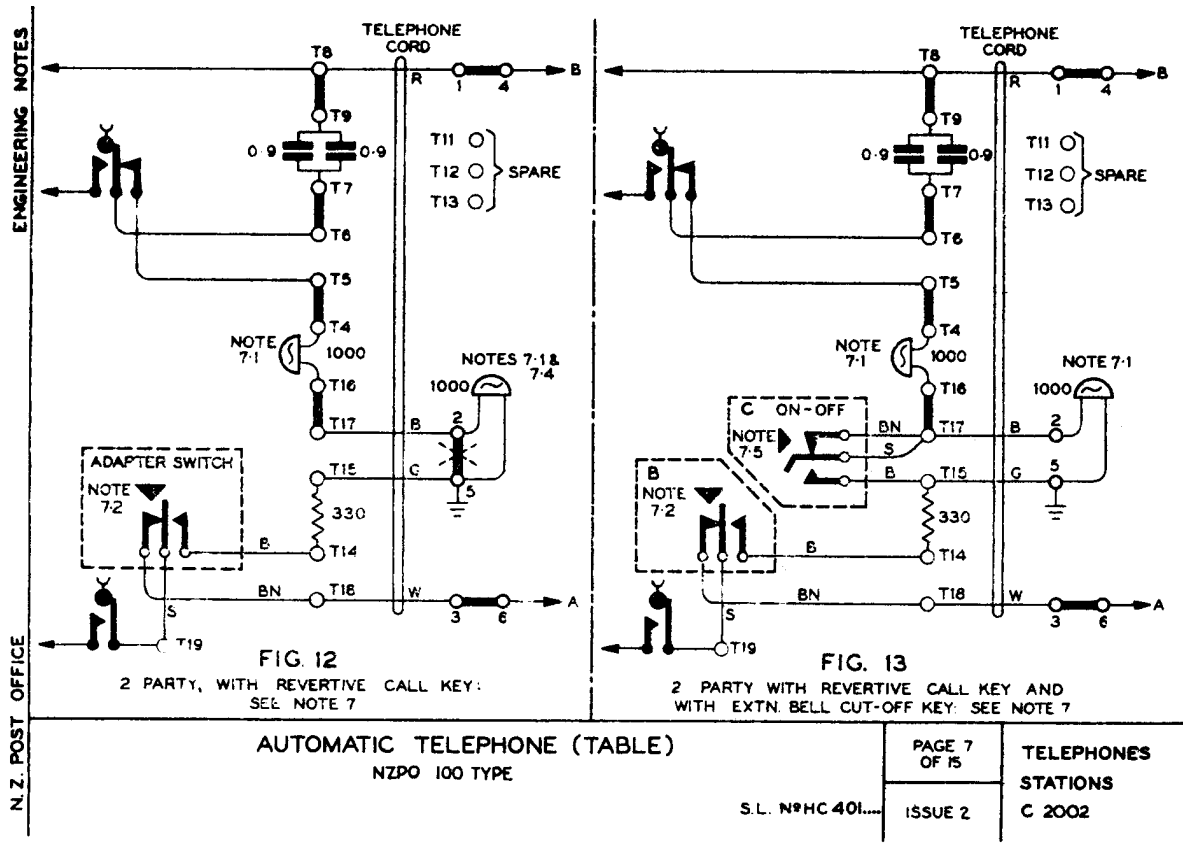 ENGINEERING NOTES
N.Z. POST OFFICE
TELEPHONE
CORD
T8
R
1
4
B
T9
0·9
0·9
T11
T12
T13
SPARE
T7
T6
T5
T4
NOTE
7·1
1000
T16
NOTES 7·1 &
7·4
1000
T17
B
2
ADAPTER SWITCH
NOTE
7·2
T15
G
5
330
B
T14
BN
T18
W
3
6
A
S
T19
FIG. 12
2 PARTY, WITH REVERTIVE CALL KEY:
SEE NOTE 7
TELEPHONE
CORD
T8
R
1
4
B
T9
0·9
0·9
T11
T12
T13
SPARE
T7
T6
T5
T4
NOTE
7·1
1000
T16
NOTE 7·1
1000
C ON-OFF
NOTE
7·5
BN
T17
B
2
S
B
T15
G
5
B
NOTE
7·2
330
B
T14
BN
T18
W
3
6
A
S
T19
FIG. 13
2 PARTY WITH REVERTIVE CALL KEY AND
WITH EXTN. BELL CUT-OFF KEY: SEE NOTE 7
AUTOMATIC TELEPHONE (TABLE)
NZPO 100 TYPE
S.L. Nº HC 401....
PAGE 7
OF 15
ISSUE 2
TELEPHONES
STATIONS
C 2002